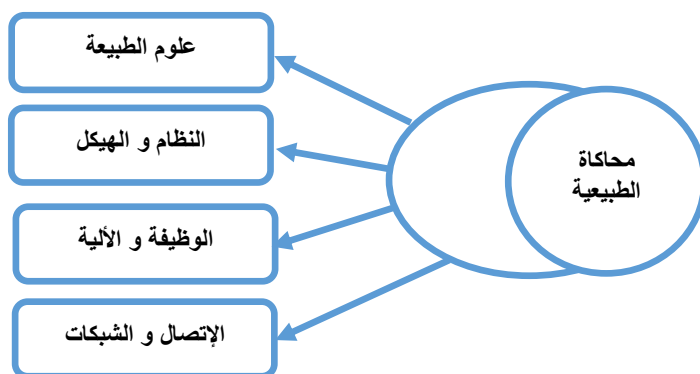 محاكاة
الطبيعية
علوم الطبيعة
النظام و الهيكل
الوظيفة و الألية
الإتصال و الشبكات